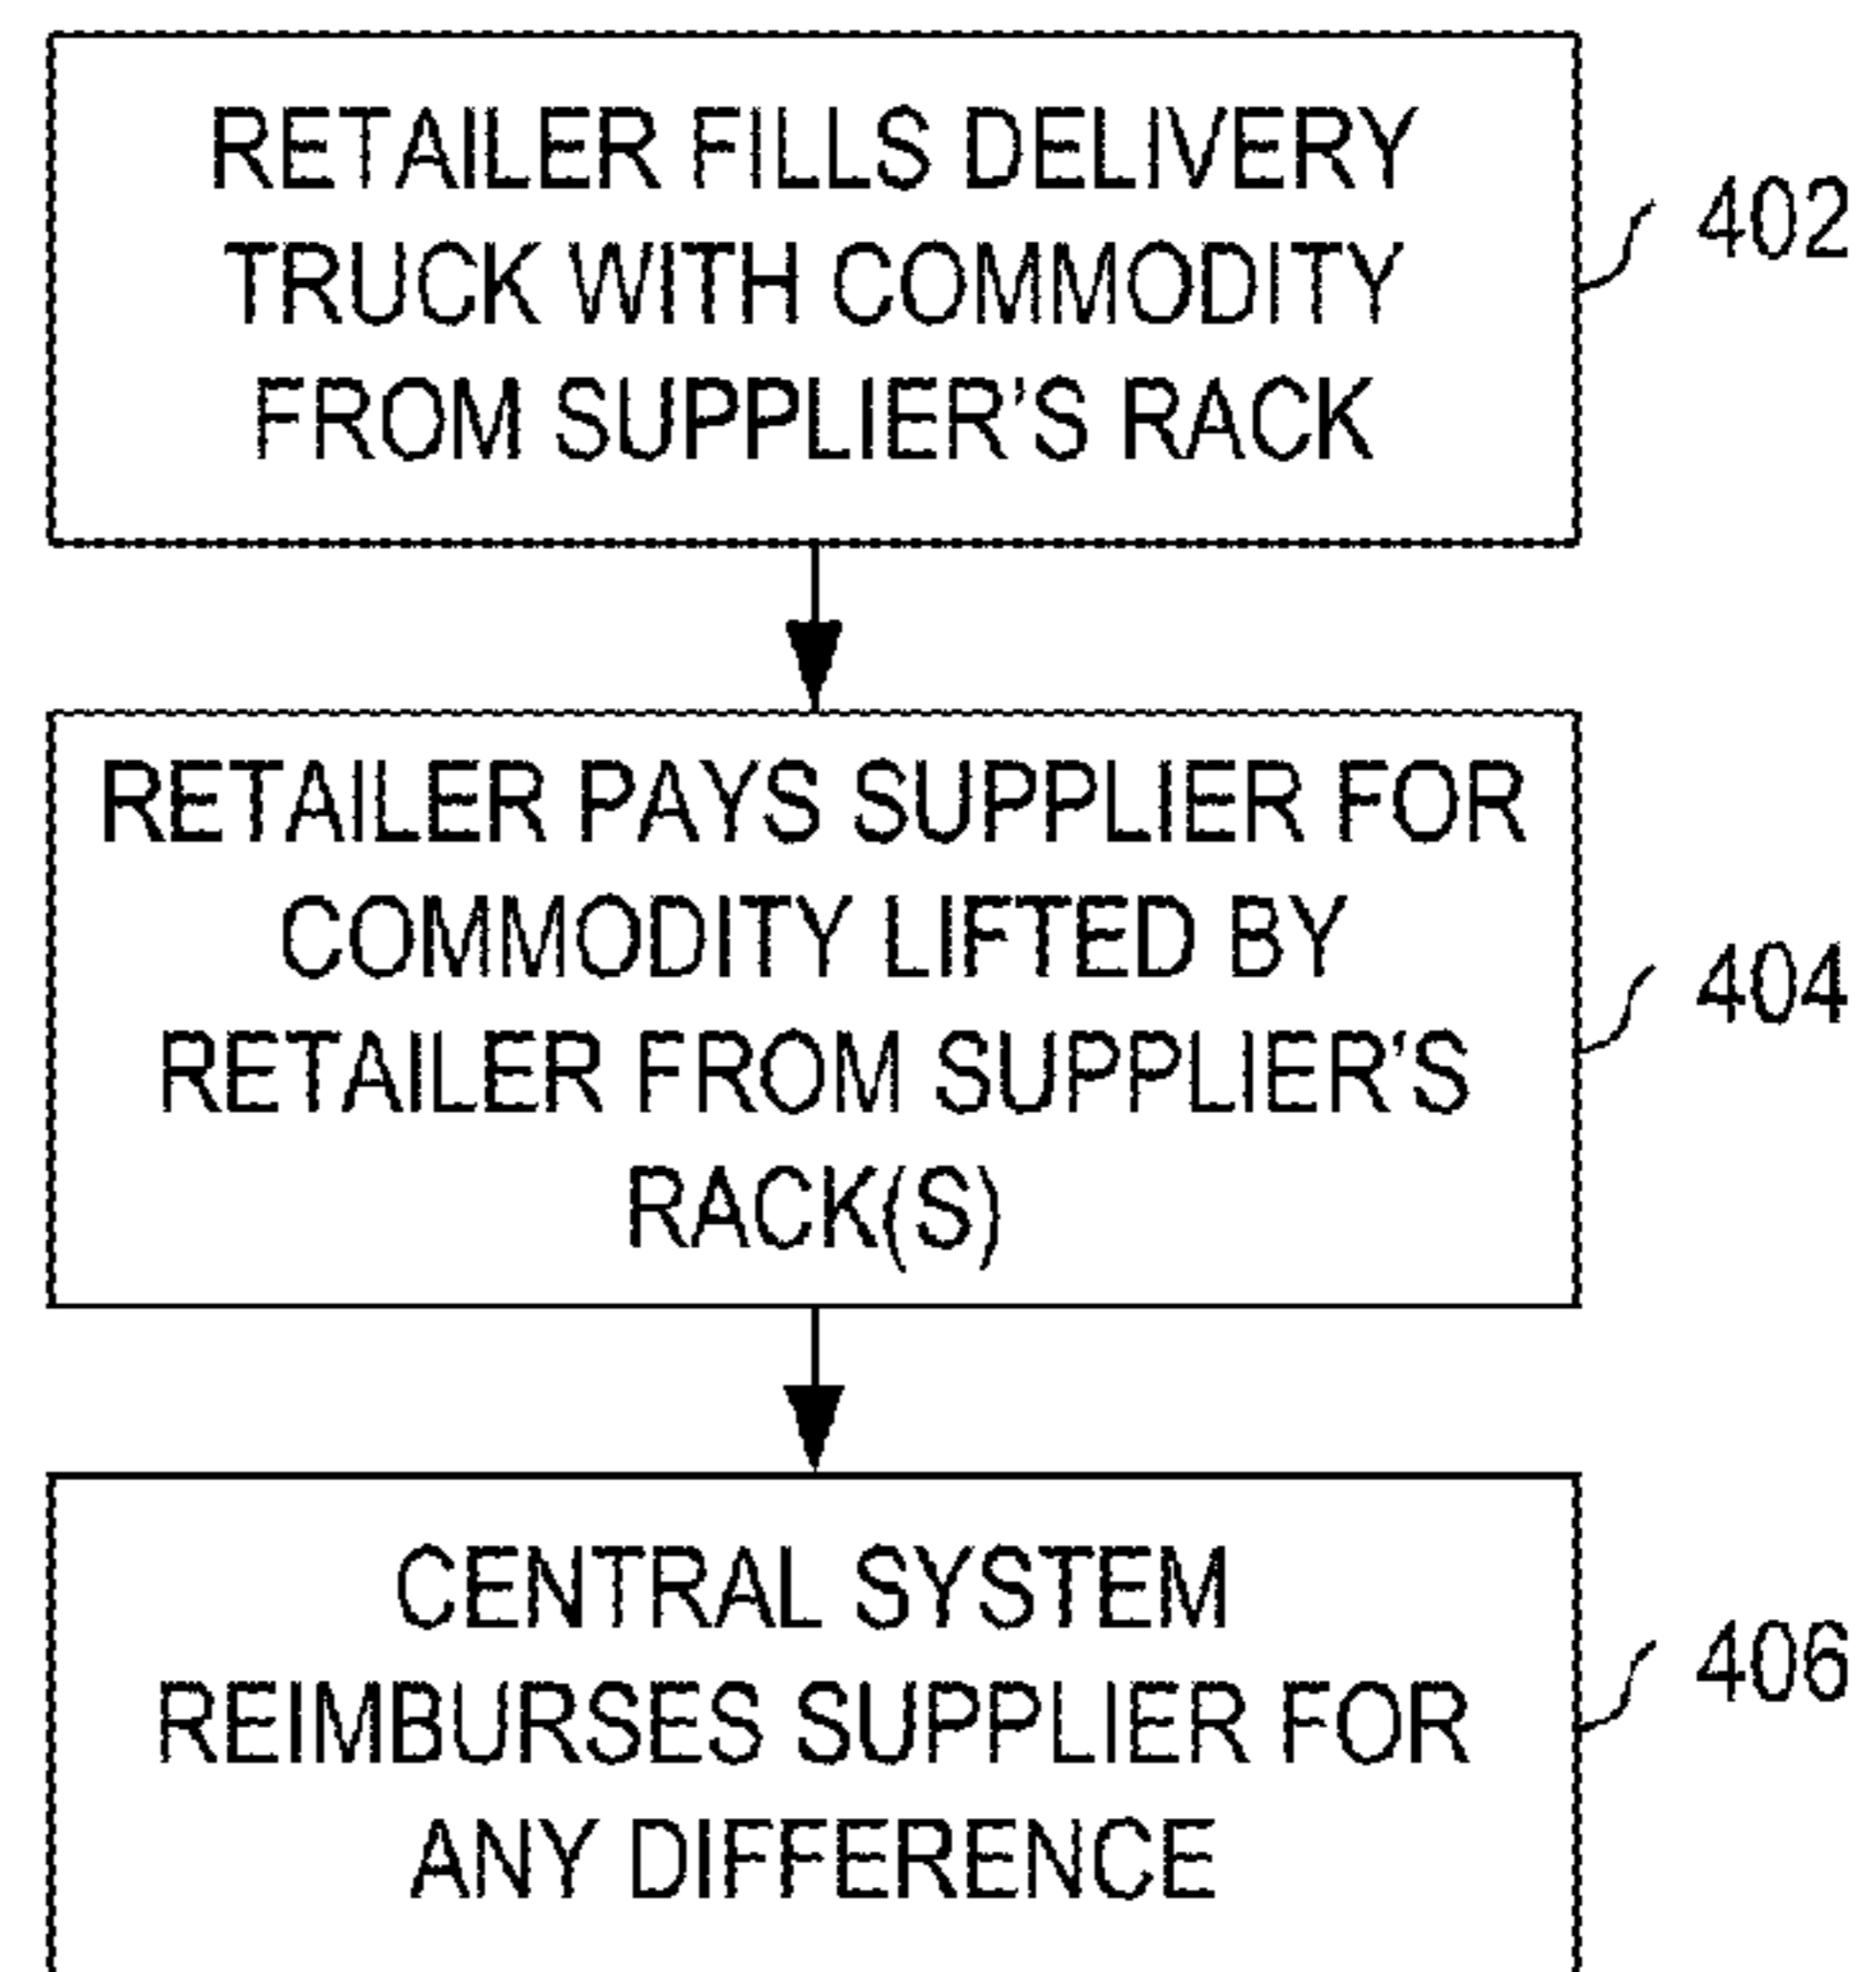 RETAILER FILLS DELIVERY
TRUCK WITH COMMODITY
FROM SUPPLIER'S RACK
402
RETAILER PAYS SUPPLIER FOR
COMMODITY LIFTED BY
RETAILER FROM SUPPLIER'S
RACK(S)
404
CENTRAL SYSTEM
REIMBURSES SUPPLIER FOR
ANY DIFFERENCE
406